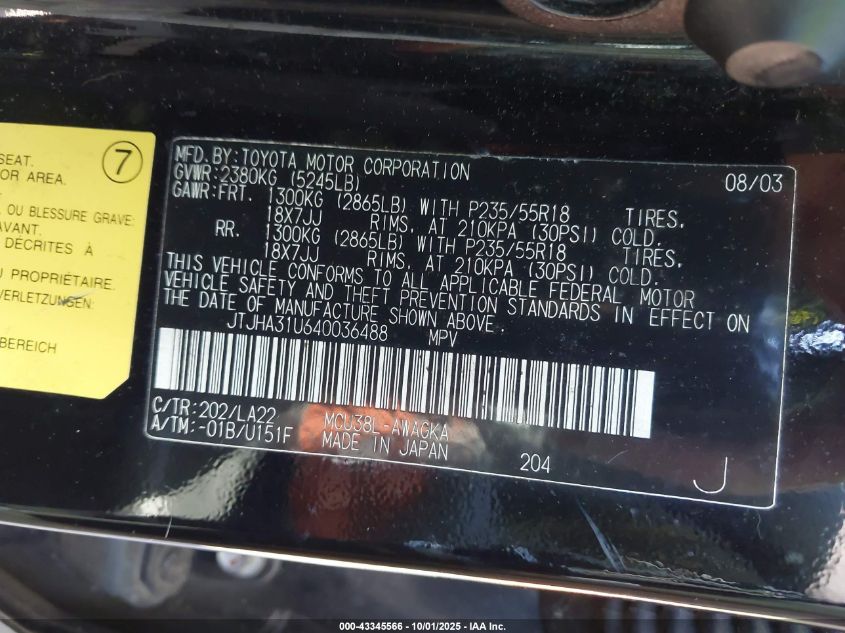 SEAT.
OR AREA.
OU BLESSURE GRAVE:
AVANT.
DÉCRITES À
U PROPRIÉTAIRE.
VERLETZUNGEN:
BEREICH
7
MFD. BY: TOYOTA MOTOR CORPORATION 08/03
GVWR: 2380KG (5245LB)
GAWR: FRT. 1300KG (2865LB) WITH P235/55R18 TIRES,
18X7JJ RIMS, AT 210KPA (30PSI) COLD.
RR. 1300KG (2865LB) WITH P235/55R18 TIRES,
18X7JJ RIMS, AT 210KPA (30PSI) COLD.
THIS VEHICLE CONFORMS TO ALL APPLICABLE FEDERAL MOTOR
VEHICLE SAFETY AND THEFT PREVENTION STANDARDS IN EFFECT ON
THE DATE OF MANUFACTURE SHOWN ABOVE.
JTJHA31U640036488 MPV
C/TR: 202/LA22 MCU38L-AWAGKA
A/TM: -01B/U151F MADE IN JAPAN
204 J
000-43345566 - 10/01/2025 - IAA Inc.